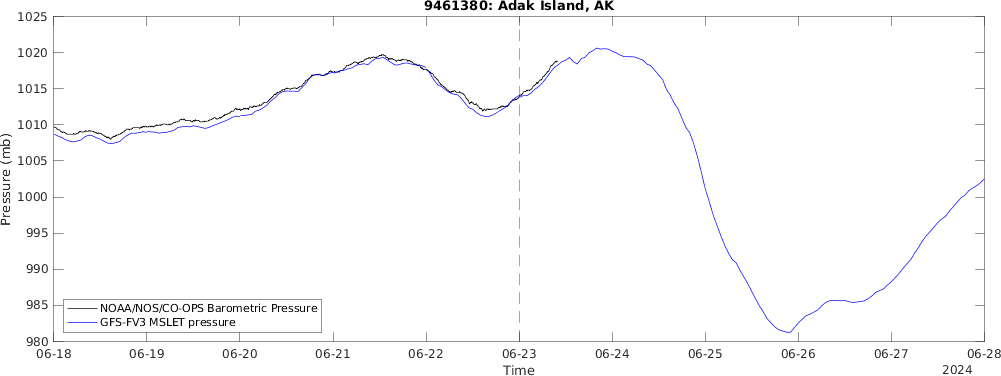 9461380: Adak Island, AK
1025
1020
1015
1010
1005
1000
995
990
985
980
Pressure (mb)
NOAA/NOS/CO-OPS Barometric Pressure
GFS-FV3 MSLET pressure
06-18 06-19 06-20 06-21 06-22 06-23 06-24 06-25 06-26 06-27 06-28
Time
2024